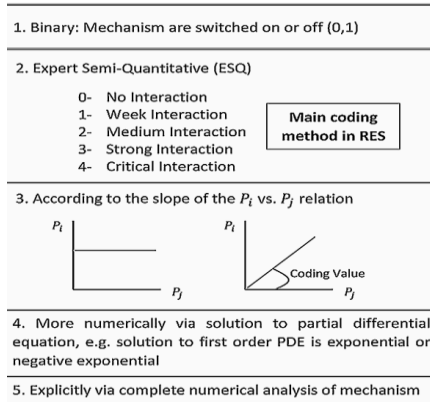 1. Binary: Mechanism are switched on or off (0,1)
2. Expert Semi-Quantitative (ESQ)
0- No Interaction
1- Week Interaction
2- Medium Interaction
3- Strong Interaction
4- Critical Interaction
Main coding
method in RES
3. According to the slope of the Pi vs. Pj relation
Pi
Pj
Pi
Coding Value
Pj
4. More numerically via solution to partial differential
equation, e.g. solution to first order PDE is exponential or
negative exponential
5. Explicitly via complete numerical analysis of mechanism